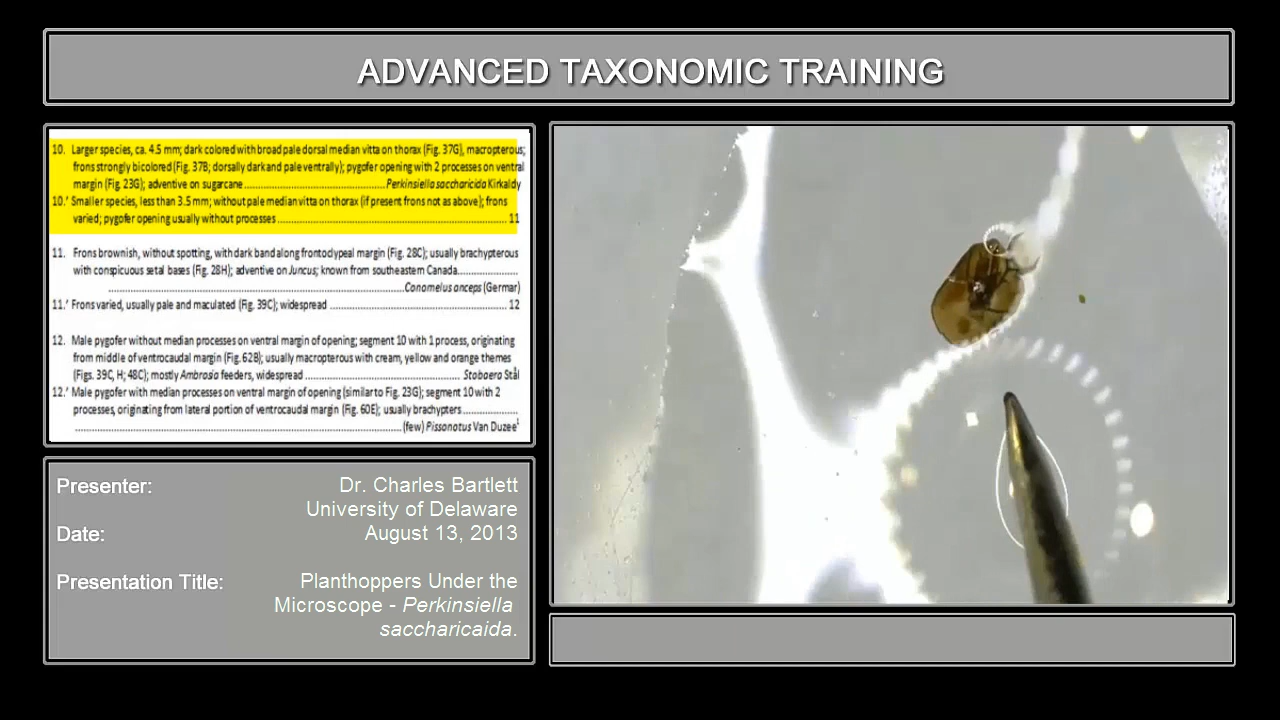 ADVANCED TAXONOMIC TRAINING
10. Larger species, ca. 4.5 mm; dark colored with broad pale dorsal median vitta on thorax (Fig. 37G), macropterous;
frons strongly bicolored (Fig. 37B; dorsally dark and pale ventrally); pygofer opening with 2 processes on ventral
margin (Fig. 23G); adventive on sugarcane ........................................ Perkinsiella saccharicida Kirkaldy
10.' Smaller species, less than 3.5 mm; without pale median vitta on thorax (if present frons not as above); frons
varied; pygofer opening usually without processes ........................................ 11
11. Frons brownish, without spotting, with dark band along frontoclypeal margin (Fig. 28C); usually brachypterous
with conspicuous setal bases (Fig. 28H); adventive on Juncus; known from southeastern Canada..................
........................................Conomelus anceps (Germar)
11.' Frons varied, usually pale and maculated (Fig. 39C); widespread ........................................ 12
12. Male pygofer without median processes on ventral margin of opening; segment 10 with 1 process, originating
from middle of ventrocaudal margin (Fig. 62B); usually macropterous with cream, yellow and orange themes
(Figs. 39C, H; 48C); mostly Ambrosia feeders, widespread ........................................ Stobaera Stål
12.' Male pygofer with median processes on ventral margin of opening (similar to Fig. 23G); segment 10 with 2
processes, originating from lateral portion of ventrocaudal margin (Fig. 60E); usually brachypters ..................
........................................(few) Pissonotus Van Duzee¹
Presenter: Dr. Charles Bartlett
University of Delaware
Date: August 13, 2013
Presentation Title: Planthoppers Under the
Microscope - Perkinsiella
saccharicaida.